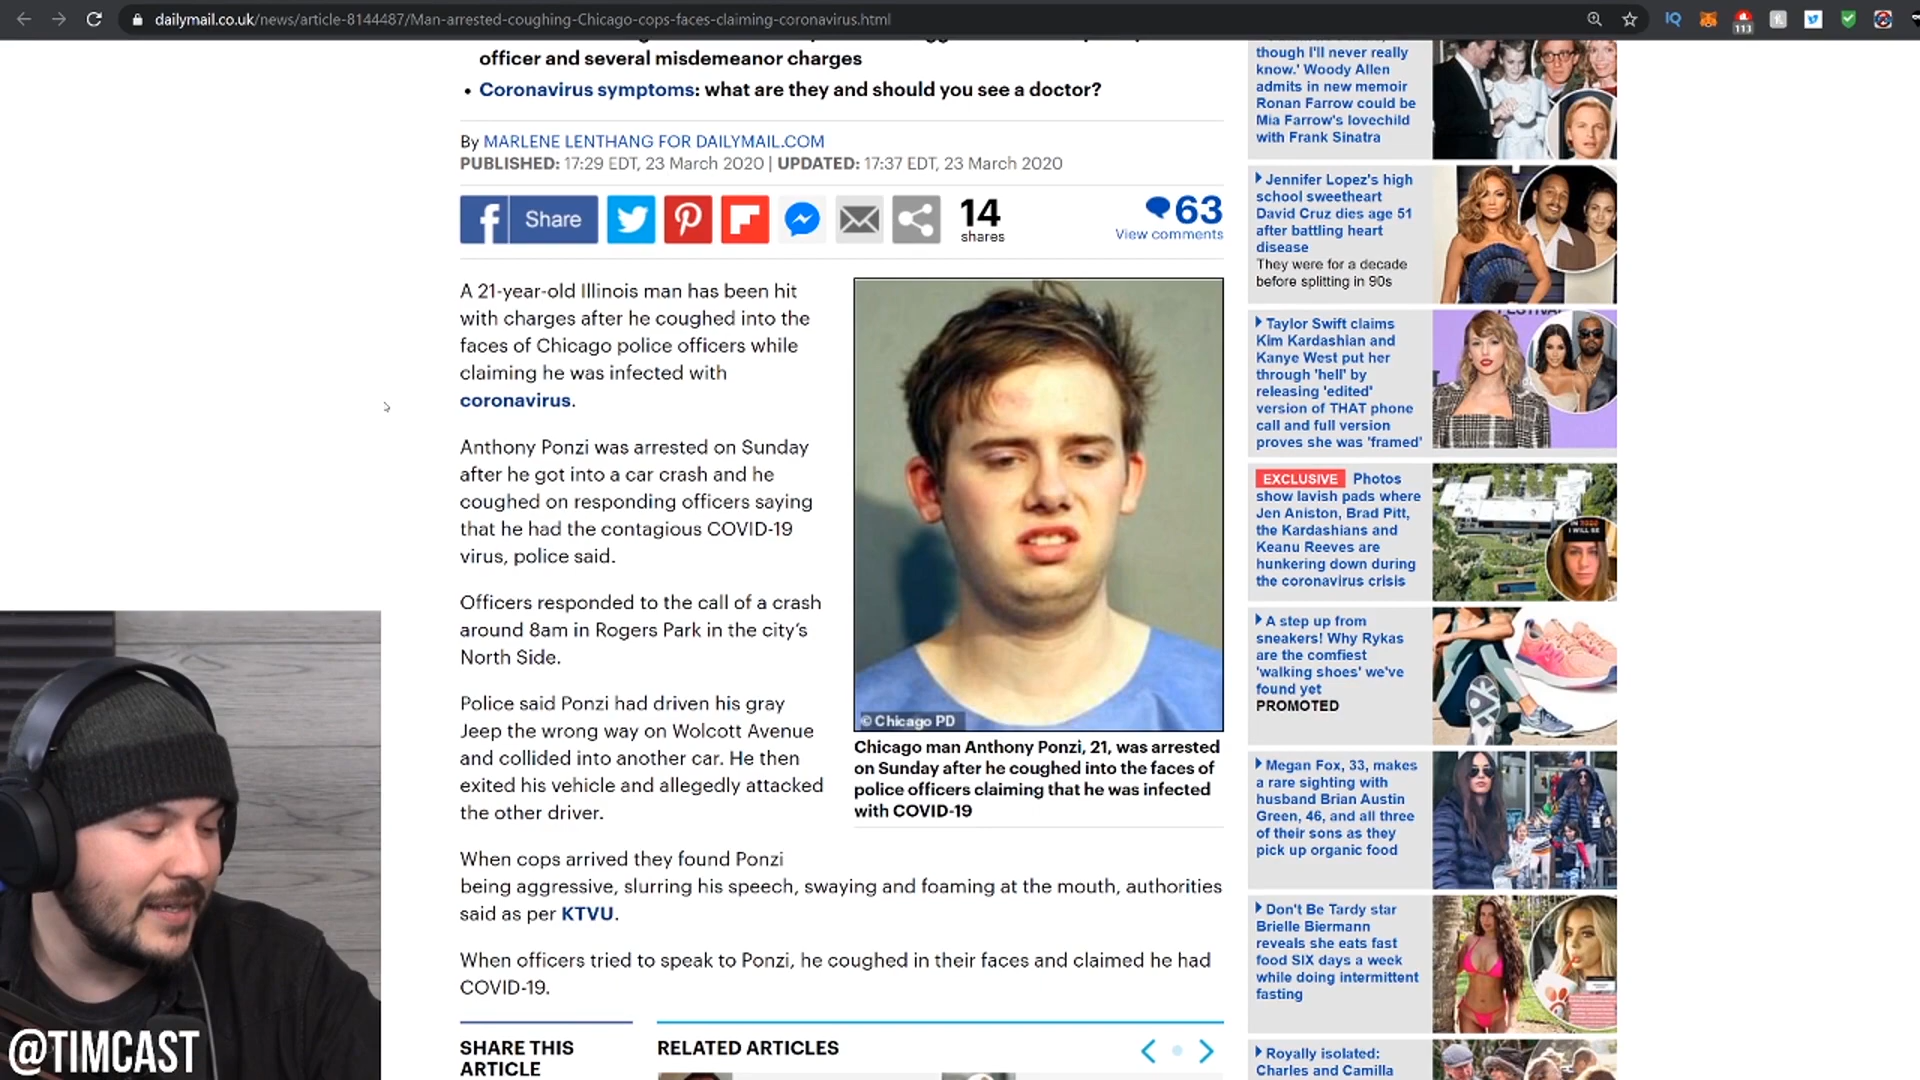 dailymail.co.uk/news/article-8144487/Man-arrested-coughing-Chicago-cops-faces-claiming-coronavirus.html
IQ
113
officer and several misdemeanor charges
• Coronavirus symptoms: what are they and should you see a doctor?
By MARLENE LENTHANG FOR DAILYMAIL.COM
PUBLISHED: 17:29 EDT, 23 March 2020 | UPDATED: 17:37 EDT, 23 March 2020
Share
14
shares
63
View comments
A 21-year-old Illinois man has been hit
with charges after he coughed into the
faces of Chicago police officers while
claiming he was infected with
coronavirus.
Anthony Ponzi was arrested on Sunday
after he got into a car crash and he
coughed on responding officers saying
that he had the contagious COVID-19
virus, police said.
Officers responded to the call of a crash
around 8am in Rogers Park in the city's
North Side.
Police said Ponzi had driven his gray
Jeep the wrong way on Wolcott Avenue
and collided into another car. He then
exited his vehicle and allegedly attacked
the other driver.
© Chicago PD
Chicago man Anthony Ponzi, 21, was arrested
on Sunday after he coughed into the faces of
police officers claiming that he was infected
with COVID-19
When cops arrived they found Ponzi
being aggressive, slurring his speech, swaying and foaming at the mouth, authorities
said as per KTVU.
When officers tried to speak to Ponzi, he coughed in their faces and claimed he had
COVID-19.
SHARE THIS
ARTICLE
RELATED ARTICLES
though I'll never really
know.' Woody Allen
admits in new memoir
Ronan Farrow could be
Mia Farrow's lovechild
with Frank Sinatra
Jennifer Lopez's high
school sweetheart
David Cruz dies age 51
after battling heart
disease
They were for a decade
before splitting in 90s
Taylor Swift claims
Kim Kardashian and
Kanye West put her
through 'hell' by
releasing 'edited'
version of THAT phone
call and full version
proves she was 'framed'
EXCLUSIVE Photos
show lavish pads where
Jen Aniston, Brad Pitt,
the Kardashians and
Keanu Reeves are
hunkering down during
the coronavirus crisis
A step up from
sneakers! Why Rykas
are the comfiest
'walking shoes' we've
found yet
PROMOTED
Megan Fox, 33, makes
a rare sighting with
husband Brian Austin
Green, 46, and all three
of their sons as they
pick up organic food
Don't Be Tardy star
Brielle Biermann
reveals she eats fast
food SIX days a week
while doing intermittent
fasting
Royally isolated:
Charles and Camilla
@TIMCAST